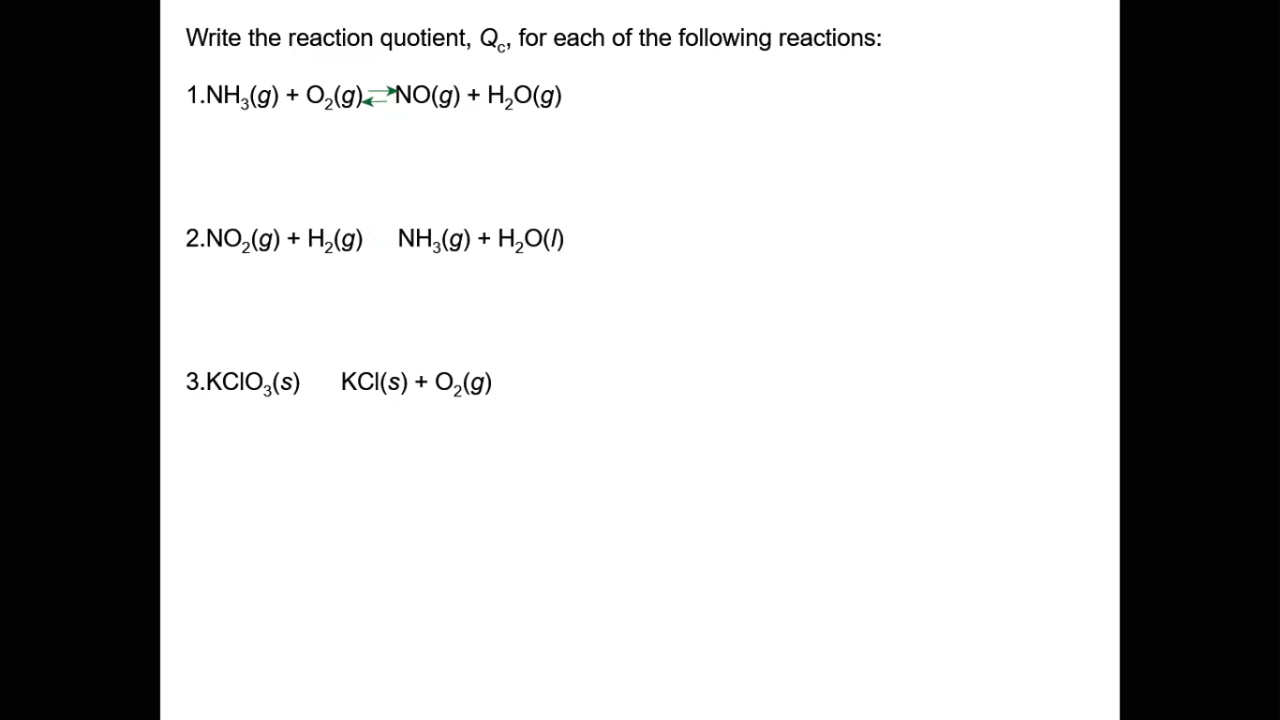 Write the reaction quotient, Qc, for each of the following reactions:
1.NH₃(g) + O₂(g)⇄NO(g) + H₂O(g)
2.NO₂(g) + H₂(g) NH₃(g) + H₂O(l)
3.KClO₃(s) KCl(s) + O₂(g)